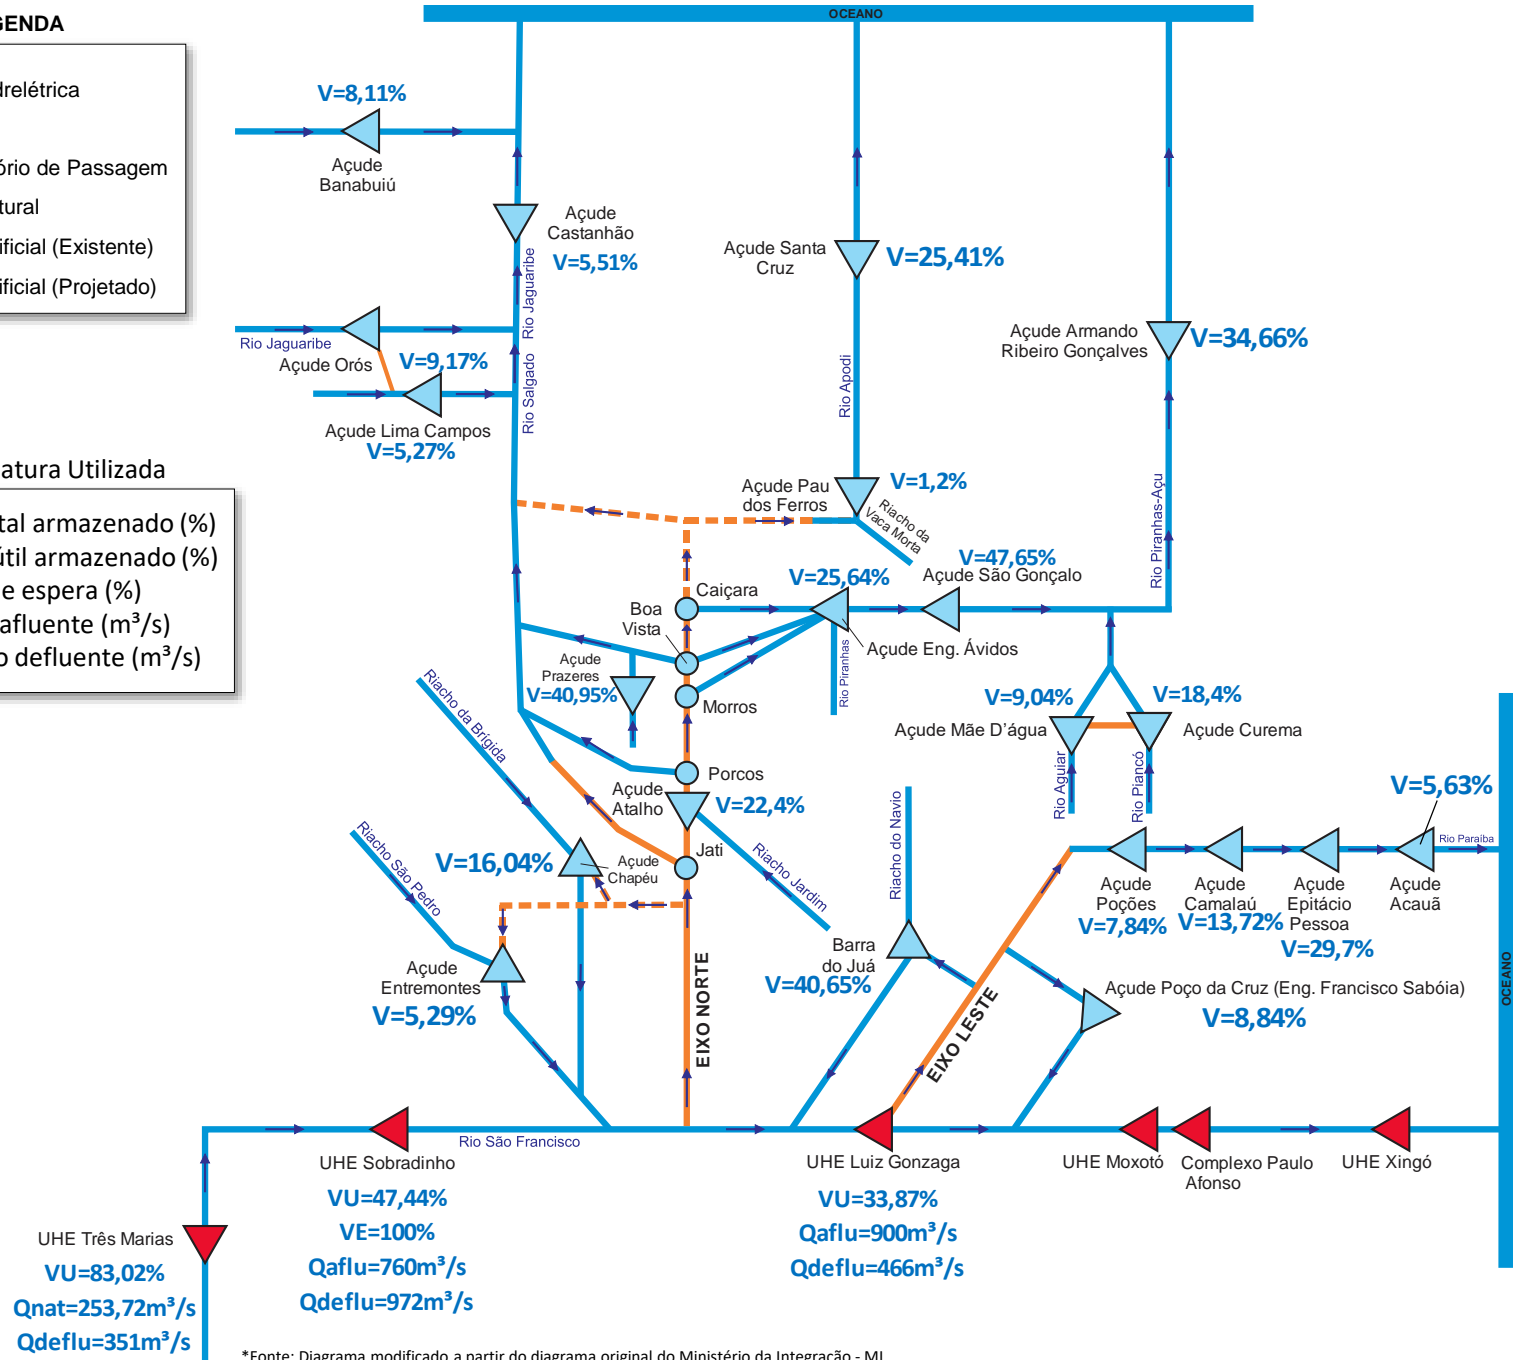 OCEANO
GENDA
drelétrica
ório de Passagem
tural
ificial (Existente)
ificial (Projetado)
V=8,11%
Açude
Banabuiú
Açude
Castanhão
V=5,51%
Rio Jaguaribe
Açude Santa
Cruz
V=25,41%
Açude Armando
Ribeiro Gonçalves
V=34,66%
Rio Jaguaribe
Açude Orós
V=9,17%
Rio Salgado
Rio Apodi
Açude Lima Campos
V=5,27%
atura Utilizada
tal armazenado (%)
útil armazenado (%)
e espera (%)
afluente (m³/s)
o defluente (m³/s)
Açude Pau
dos Ferros
V=1,2%
Riacho da
Vaca Morta
Rio Piranhas-Açu
V=47,65%
Açude São Gonçalo
V=25,64%
Caiçara
Boa
Vista
Açude Eng. Ávidos
Rio Piranhas
Açude
Prazeres
V=40,95%
Morros
Riacho da Brígida
V=9,04%
V=18,4%
Açude Mãe D'água
Açude Curema
Rio Aguiar
Rio Piancó
Porcos
Açude
Atalho
V=22,4%
V=5,63%
Rio Paraíba
Riacho São Pedro
V=16,04%
Açude
Chapéu
Jati
Riacho Jardim
Riacho do Navio
Açude
Poções
V=7,84%
Açude
Camalaú
V=13,72%
Açude
Epitácio
Pessoa
V=29,7%
Açude
Acauã
Açude
Entremontes
V=5,29%
EIXO NORTE
Barra
do Juá
V=40,65%
EIXO LESTE
Açude Poço da Cruz (Eng. Francisco Sabóia)
V=8,84%
OCEANO
Rio São Francisco
UHE Sobradinho
VU=47,44%
VE=100%
Qaflu=760m³/s
Qdeflu=972m³/s
UHE Luiz Gonzaga
VU=33,87%
Qaflu=900m³/s
Qdeflu=466m³/s
UHE Moxotó
Complexo Paulo
Afonso
UHE Xingó
UHE Três Marias
VU=83,02%
Qnat=253,72m³/s
Qdeflu=351m³/s
*Fonte: Diagrama modificado a partir do diagrama original do Ministério da Integração - MI